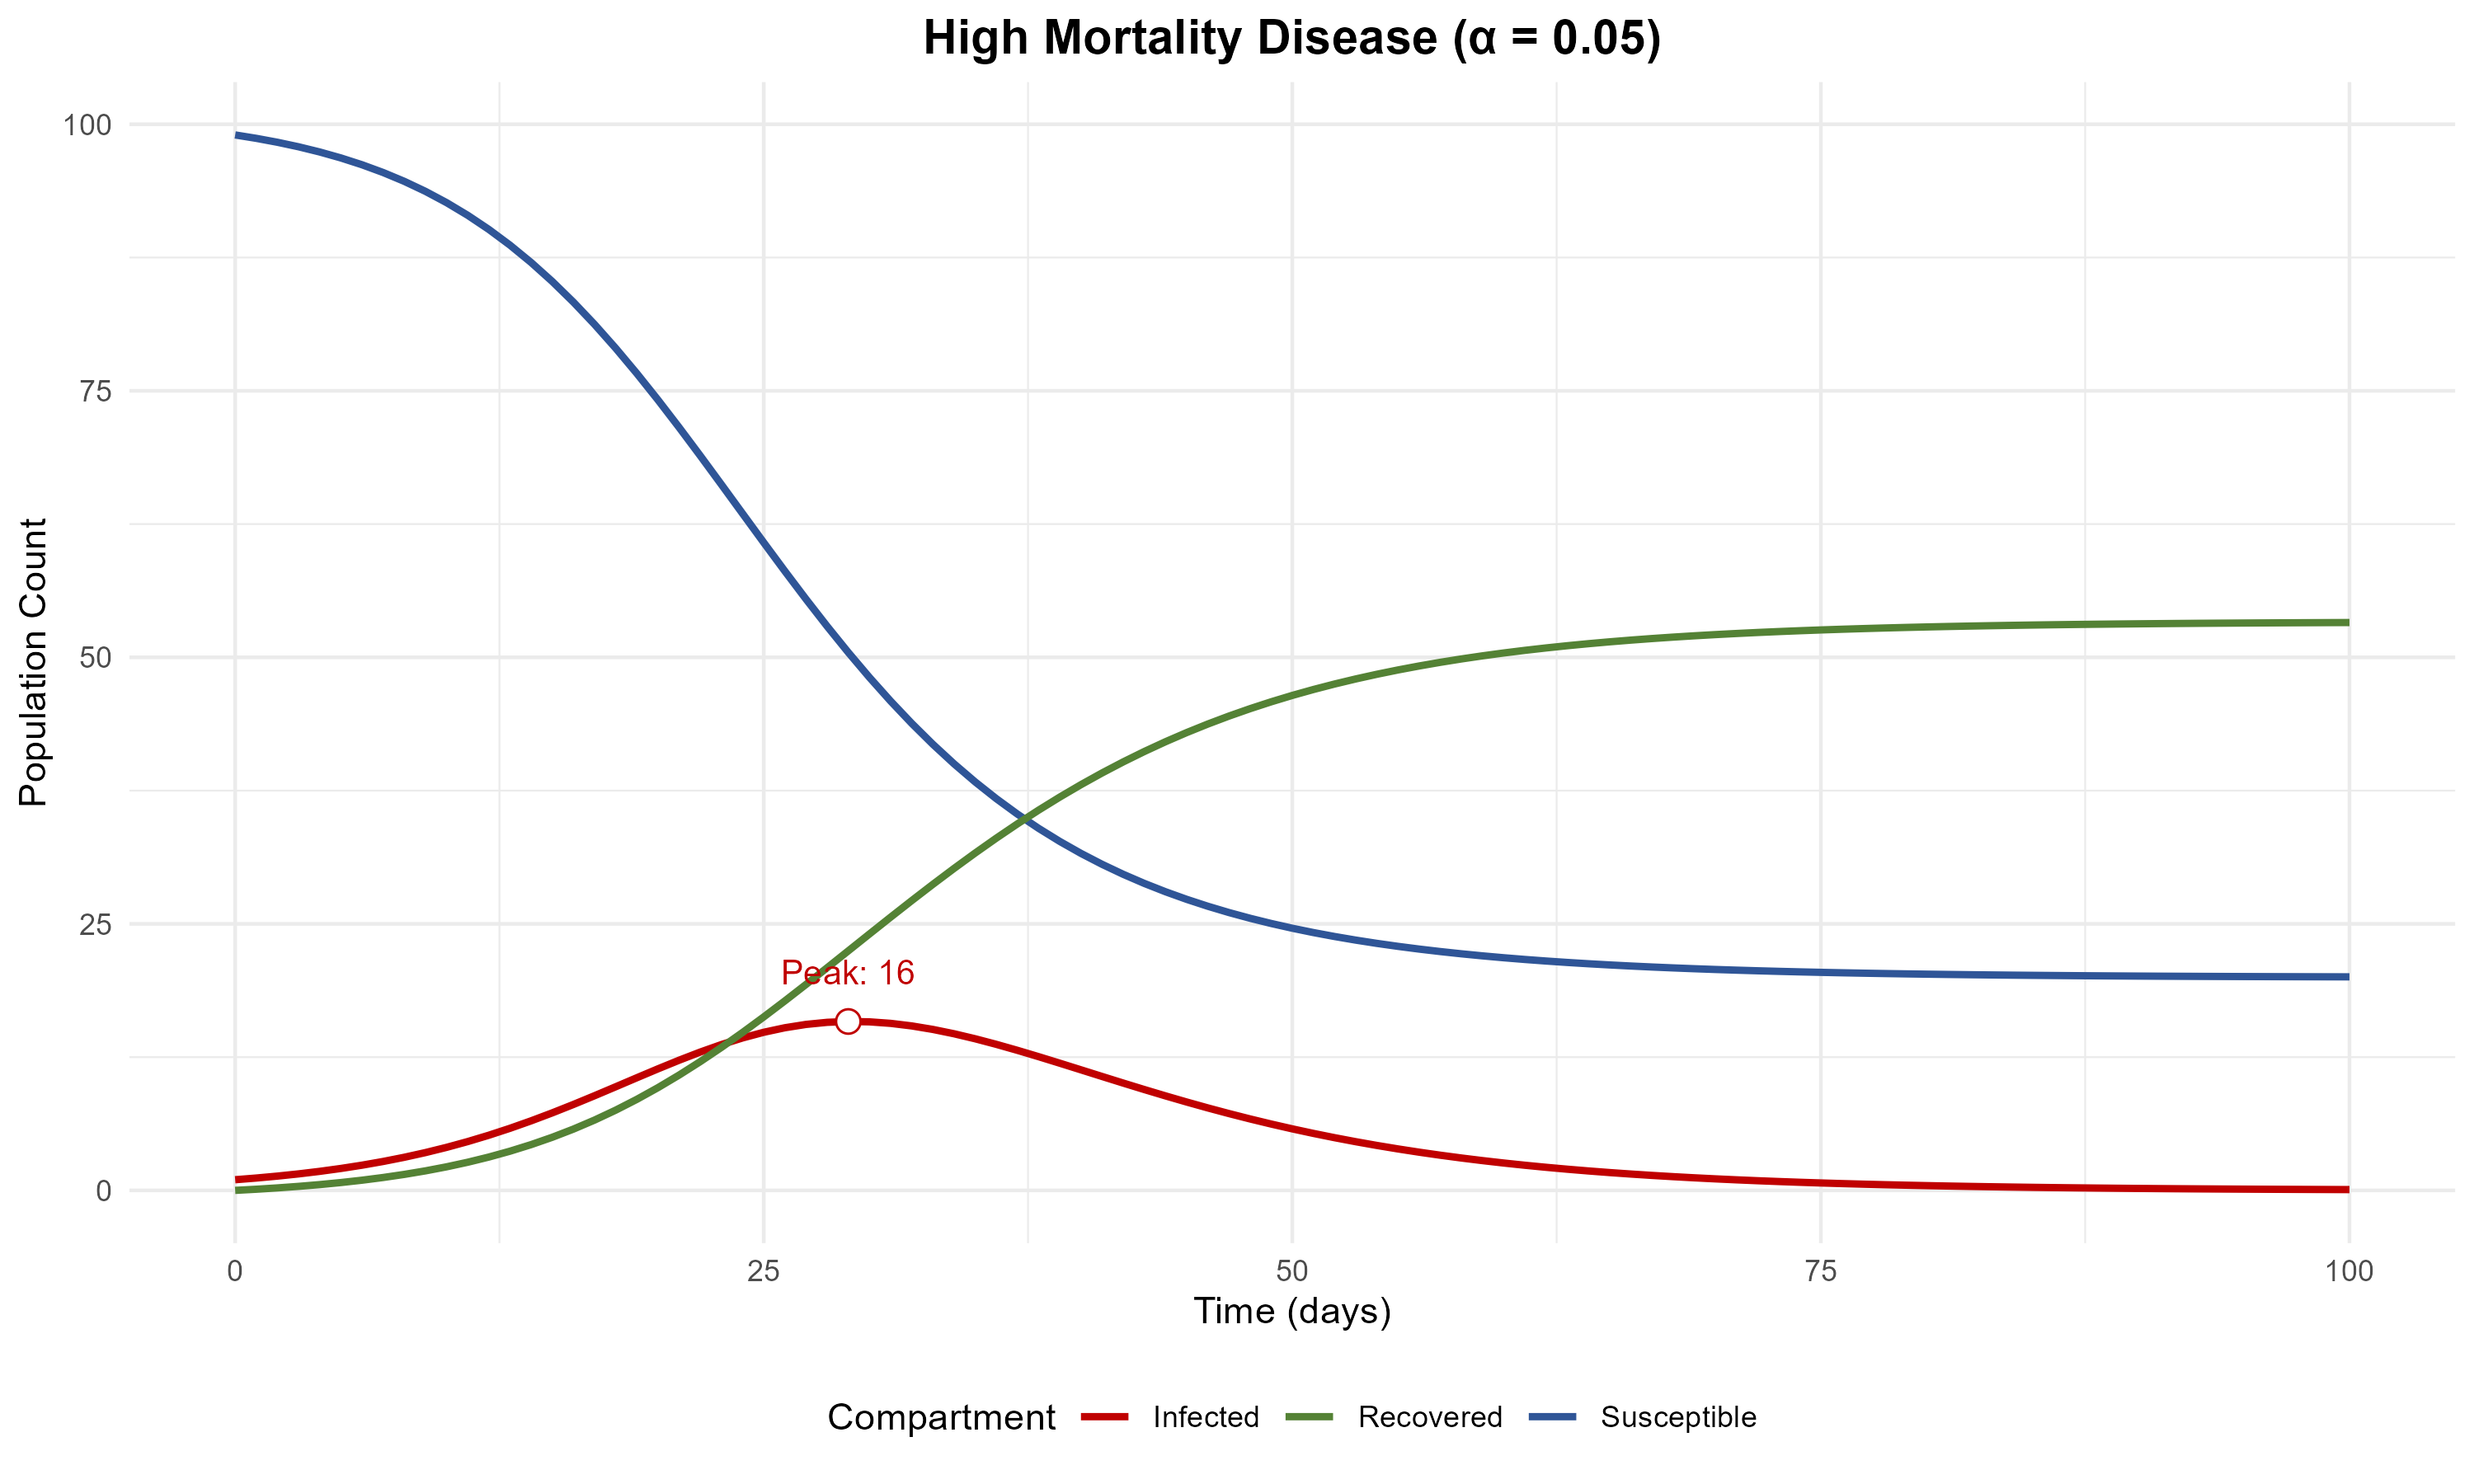 High Mortality Disease (α = 0.05)
Population Count
100
75
50
25
0
Peak: 16
0 25 50 75 100
Time (days)
Compartment Infected Recovered Susceptible